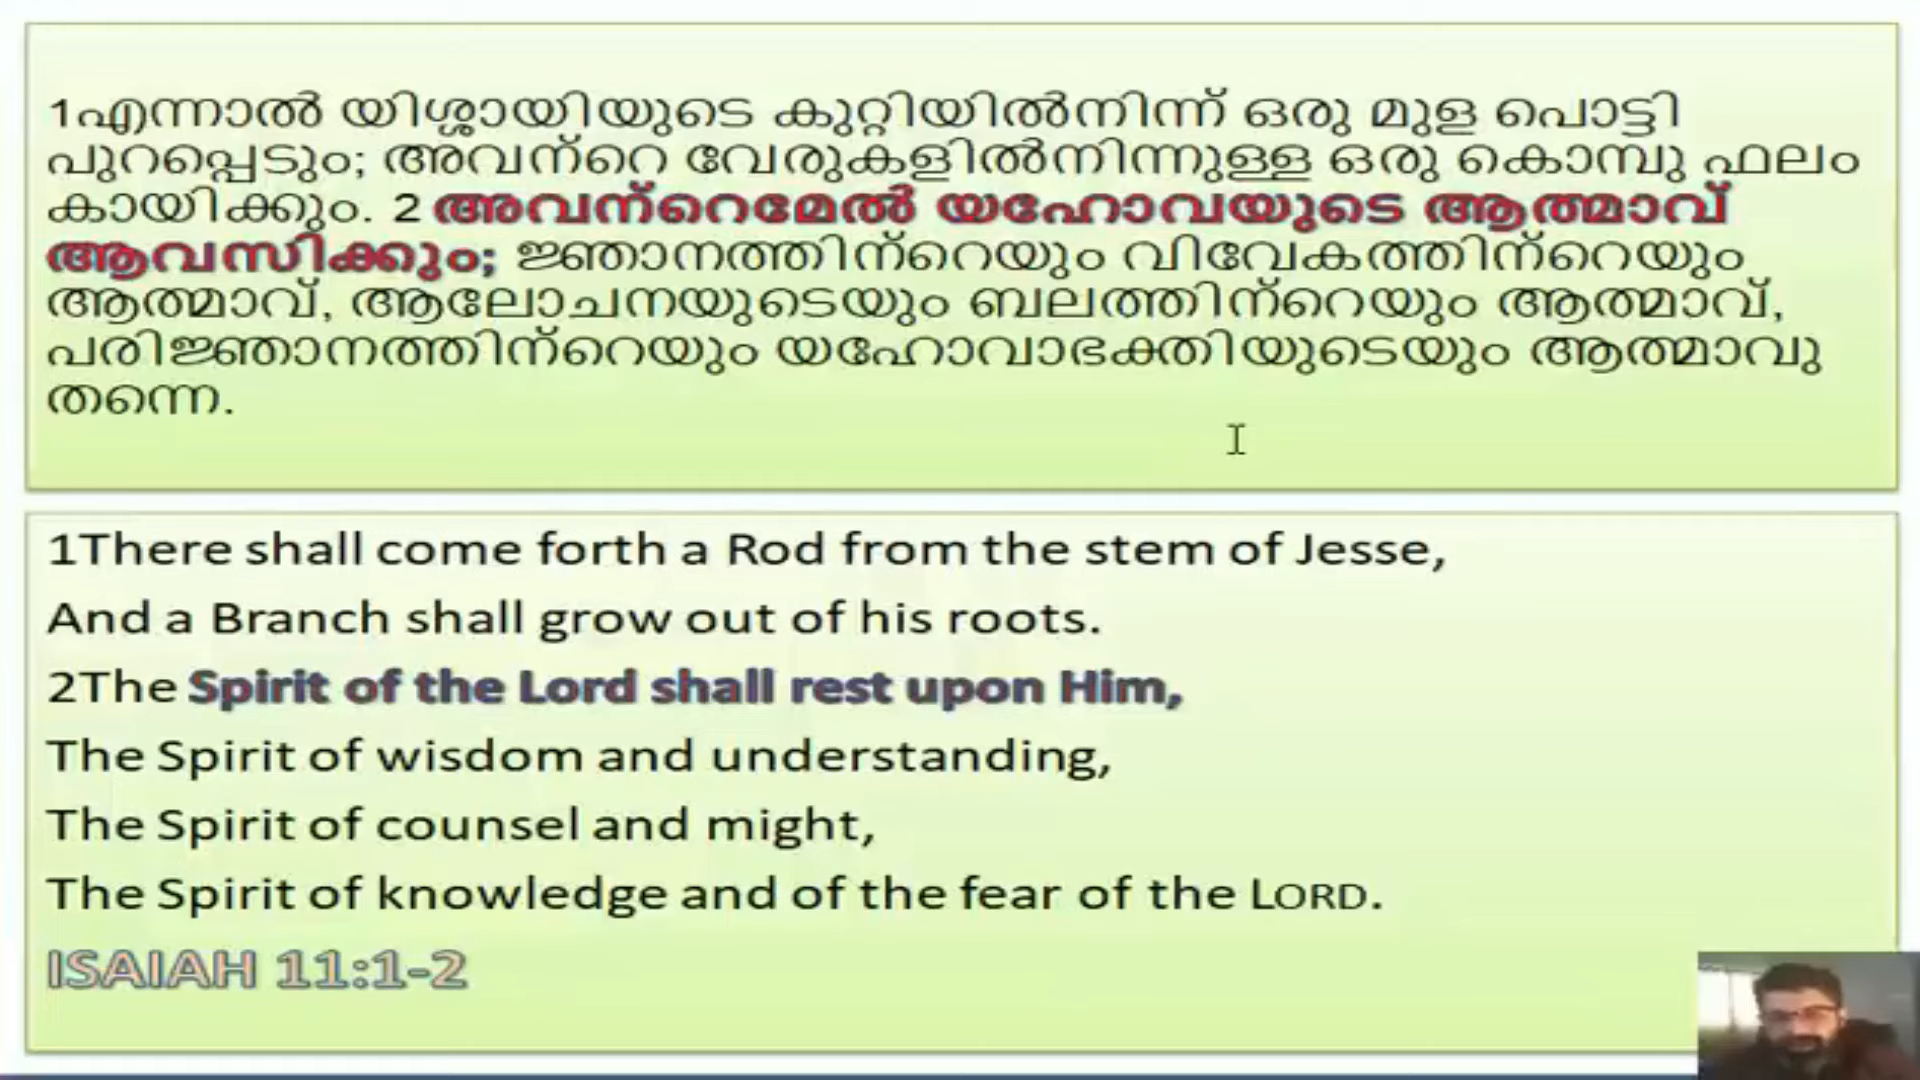 1എന്നാൽ യിശ്ശായിയുടെ കുറ്റിയിൽനിന്ന് ഒരു മുള പൊട്ടി
പുറപ്പെടും; അവന്റെ വേരുകളിൽനിന്നുള്ള ഒരു കൊമ്പു ഫലം
കായിക്കും. 2 അവന്റെമേൽ യഹോവയുടെ ആത്മാവ്
ആവസിക്കും; ജ്ഞാനത്തിന്റെയും വിവേകത്തിന്റെയും
ആത്മാവ്, ആലോചനയുടെയും ബലത്തിന്റെയും ആത്മാവ്,
പരിജ്ഞാനത്തിന്റെയും യഹോവാഭക്തിയുടെയും ആത്മാവു
തന്നെ.
1There shall come forth a Rod from the stem of Jesse,
And a Branch shall grow out of his roots.
2The Spirit of the Lord shall rest upon Him,
The Spirit of wisdom and understanding,
The Spirit of counsel and might,
The Spirit of knowledge and of the fear of the LORD.
ISAIAH 11:1-2